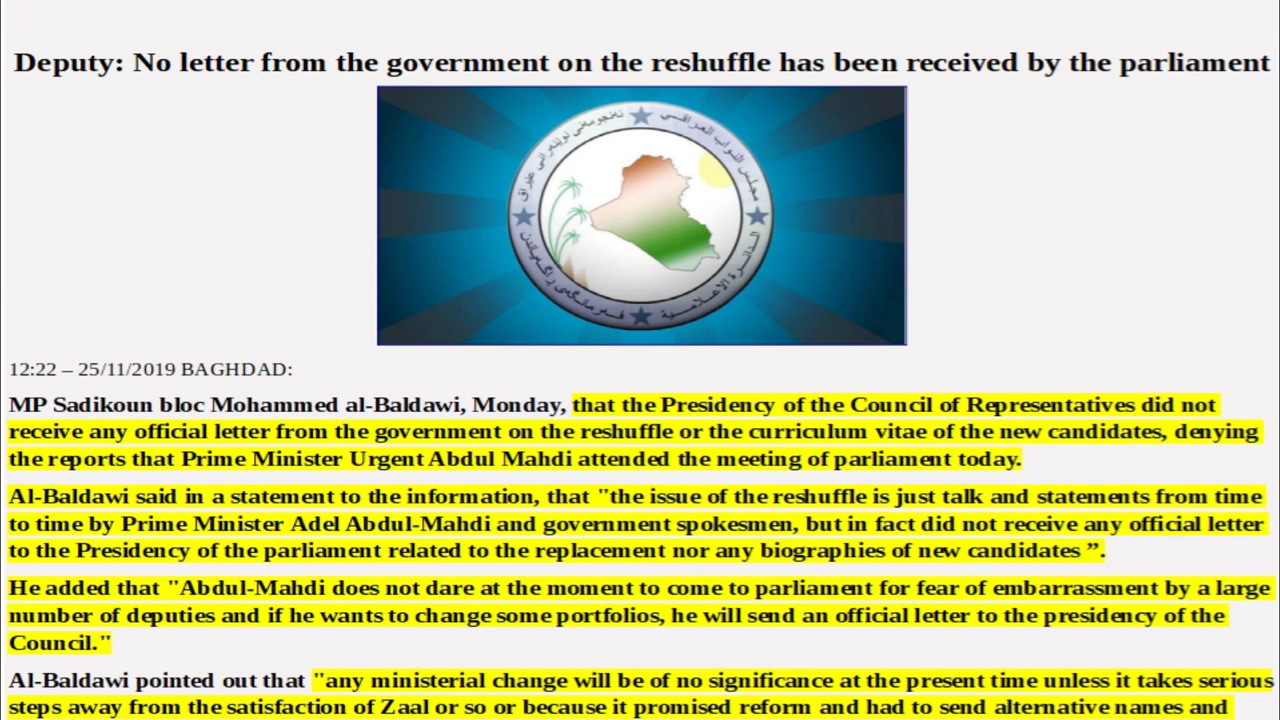 Deputy: No letter from the government on the reshuffle has been received by the parliament
مجلس النواب العراقي
ئەنجومەنی نوێنەرانی عێراق
الدائرة الاعلامية
فەرمانگەی ڕاگەیاندن
12:22 – 25/11/2019 BAGHDAD:
MP Sadikoun bloc Mohammed al-Baldawi, Monday, that the Presidency of the Council of Representatives did not
receive any official letter from the government on the reshuffle or the curriculum vitae of the new candidates, denying
the reports that Prime Minister Urgent Abdul Mahdi attended the meeting of parliament today.
Al-Baldawi said in a statement to the information, that "the issue of the reshuffle is just talk and statements from time
to time by Prime Minister Adel Abdul-Mahdi and government spokesmen, but in fact did not receive any official letter
to the Presidency of the parliament related to the replacement nor any biographies of new candidates ”.
He added that "Abdul-Mahdi does not dare at the moment to come to parliament for fear of embarrassment by a large
number of deputies and if he wants to change some portfolios, he will send an official letter to the presidency of the
Council."
Al-Baldawi pointed out that "any ministerial change will be of no significance at the present time unless it takes serious
steps away from the satisfaction of Zaal or so or because it promised reform and had to send alternative names and